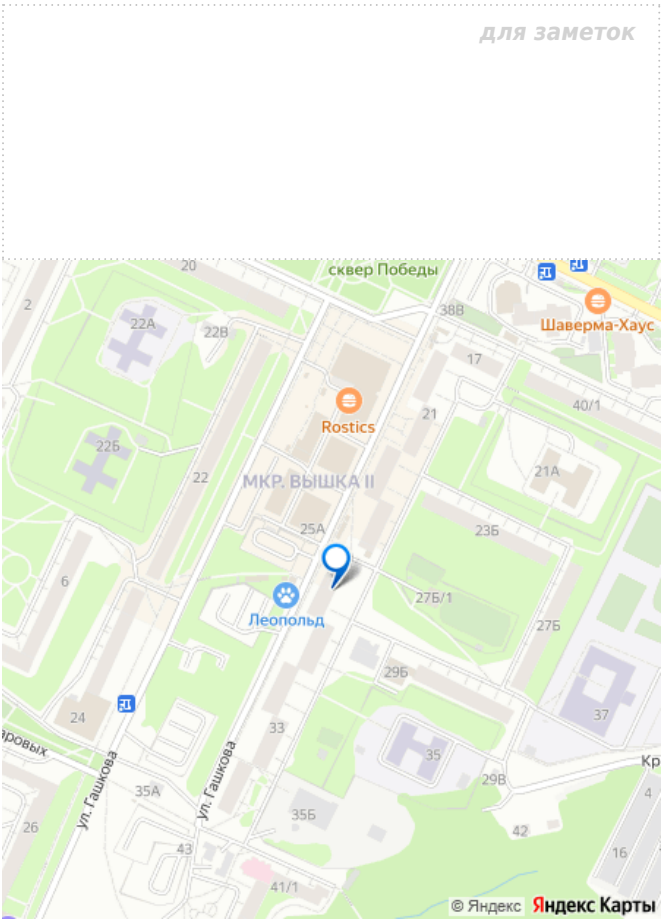 для заметок
20
сквер Победы
2
22А
22В
38В
Шаверма-Хаус
17
Rostics
21
40/1
22Б
22
МКР. ВЫШКА II
21А
25А
23Б
6
Леопольд
27Б/1
27Б
29Б
24
33
37
аровых
35
Кр
ул. Гашкова
ул. Гашкова
35А
29В
4
35Б
26
42
43
16
41/1
© Яндекс Яндекс Карты